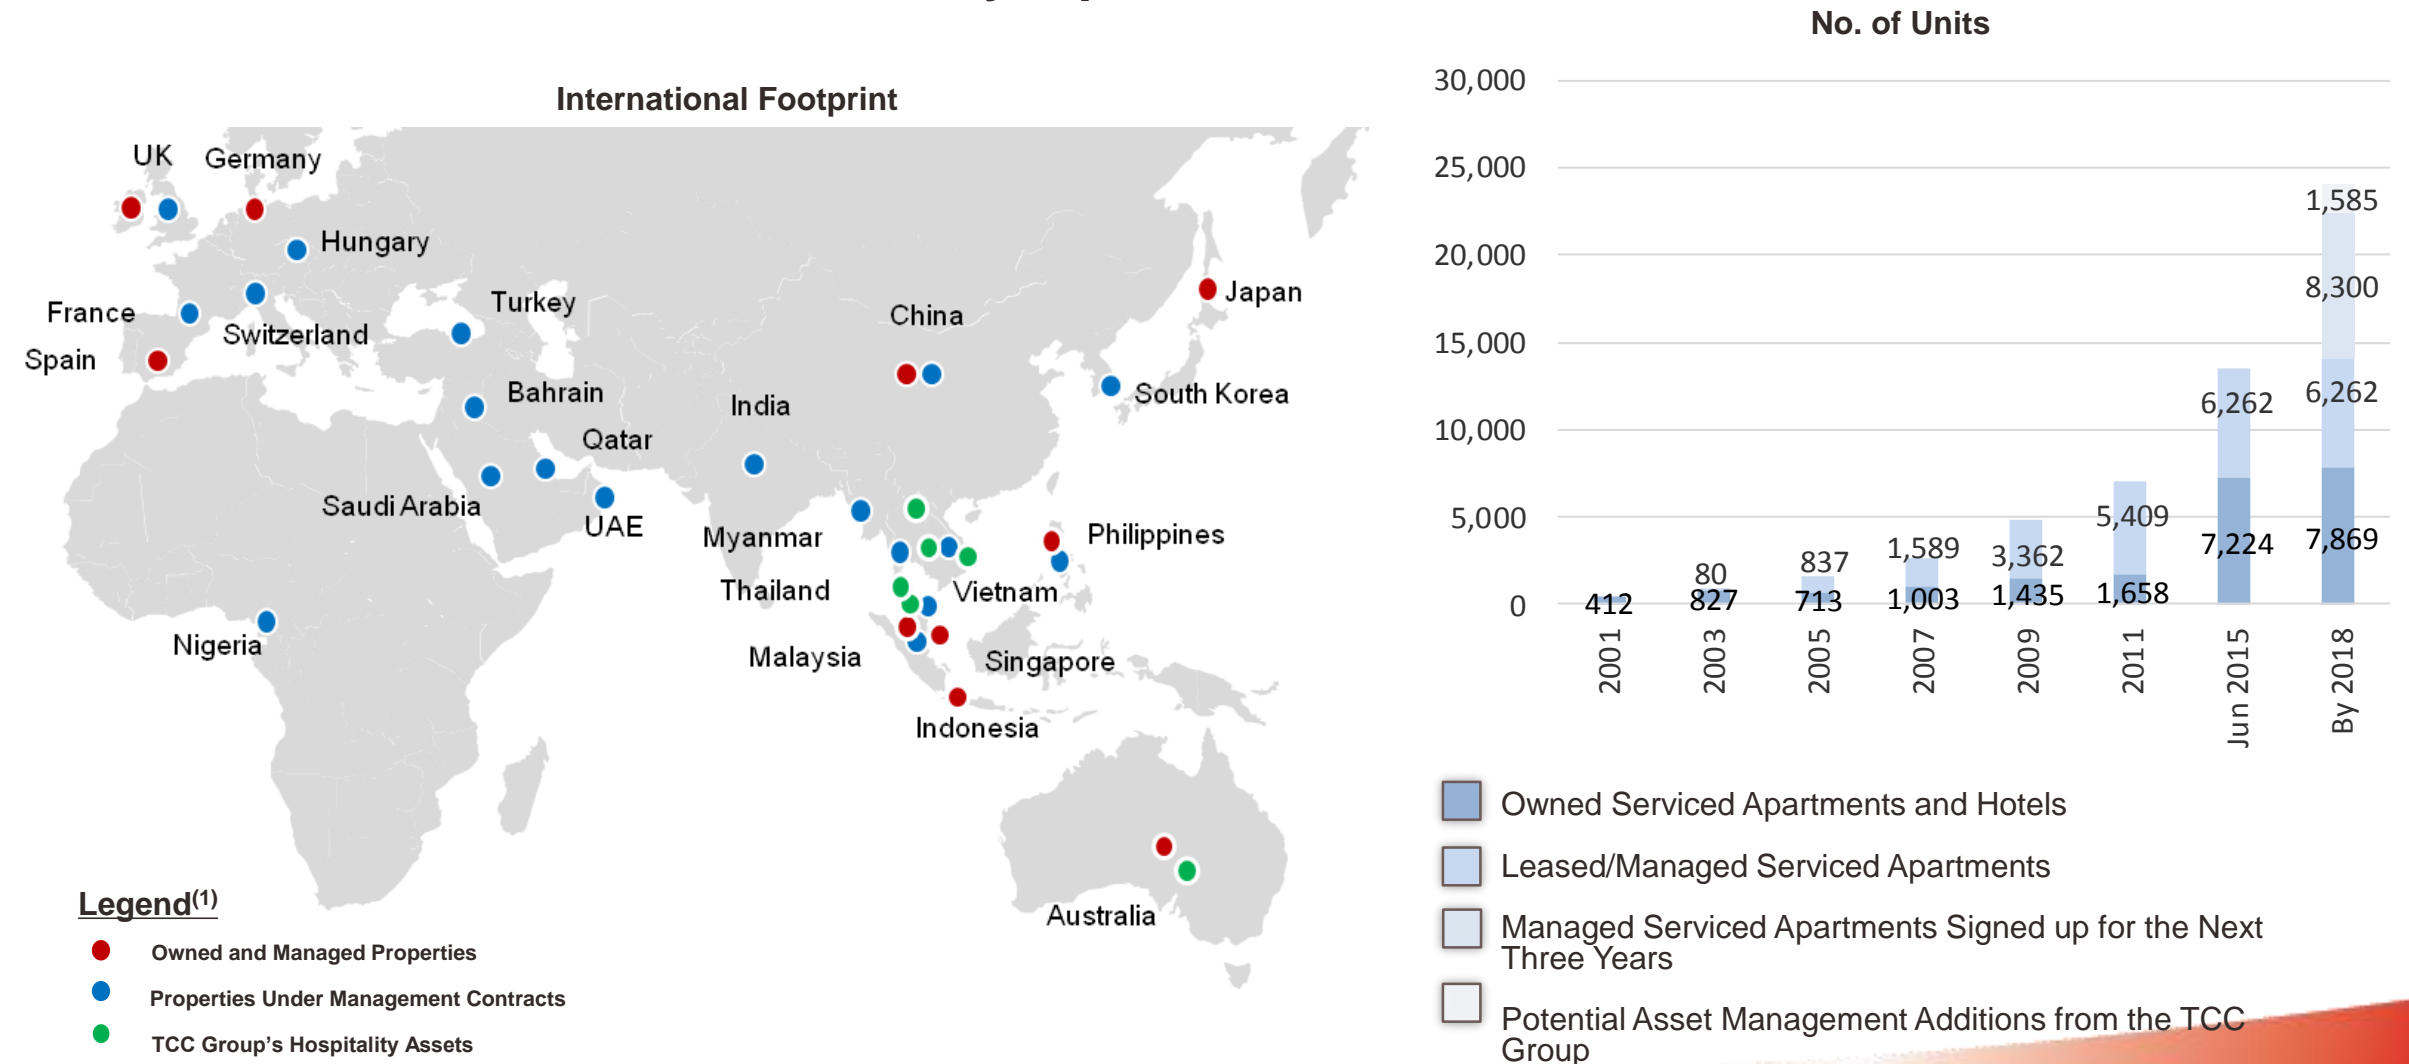 International Footprint
UK
Germany
Hungary
France
Switzerland
Turkey
Spain
Bahrain
Qatar
Saudi Arabia
UAE
Nigeria
India
China
Japan
South Korea
Myanmar
Thailand
Vietnam
Philippines
Malaysia
Singapore
Indonesia
Australia
Legend(1)
Owned and Managed Properties
Properties Under Management Contracts
TCC Group's Hospitality Assets
No. of Units
30,000
25,000
20,000
15,000
10,000
5,000
0
412
80
827
837
713
1,589
1,003
3,362
1,435
5,409
1,658
6,262
7,224
1,585
8,300
6,262
7,869
2001
2003
2005
2007
2009
2011
Jun 2015
By 2018
Owned Serviced Apartments and Hotels
Leased/Managed Serviced Apartments
Managed Serviced Apartments Signed up for the Next
Three Years
Potential Asset Management Additions from the TCC
Group